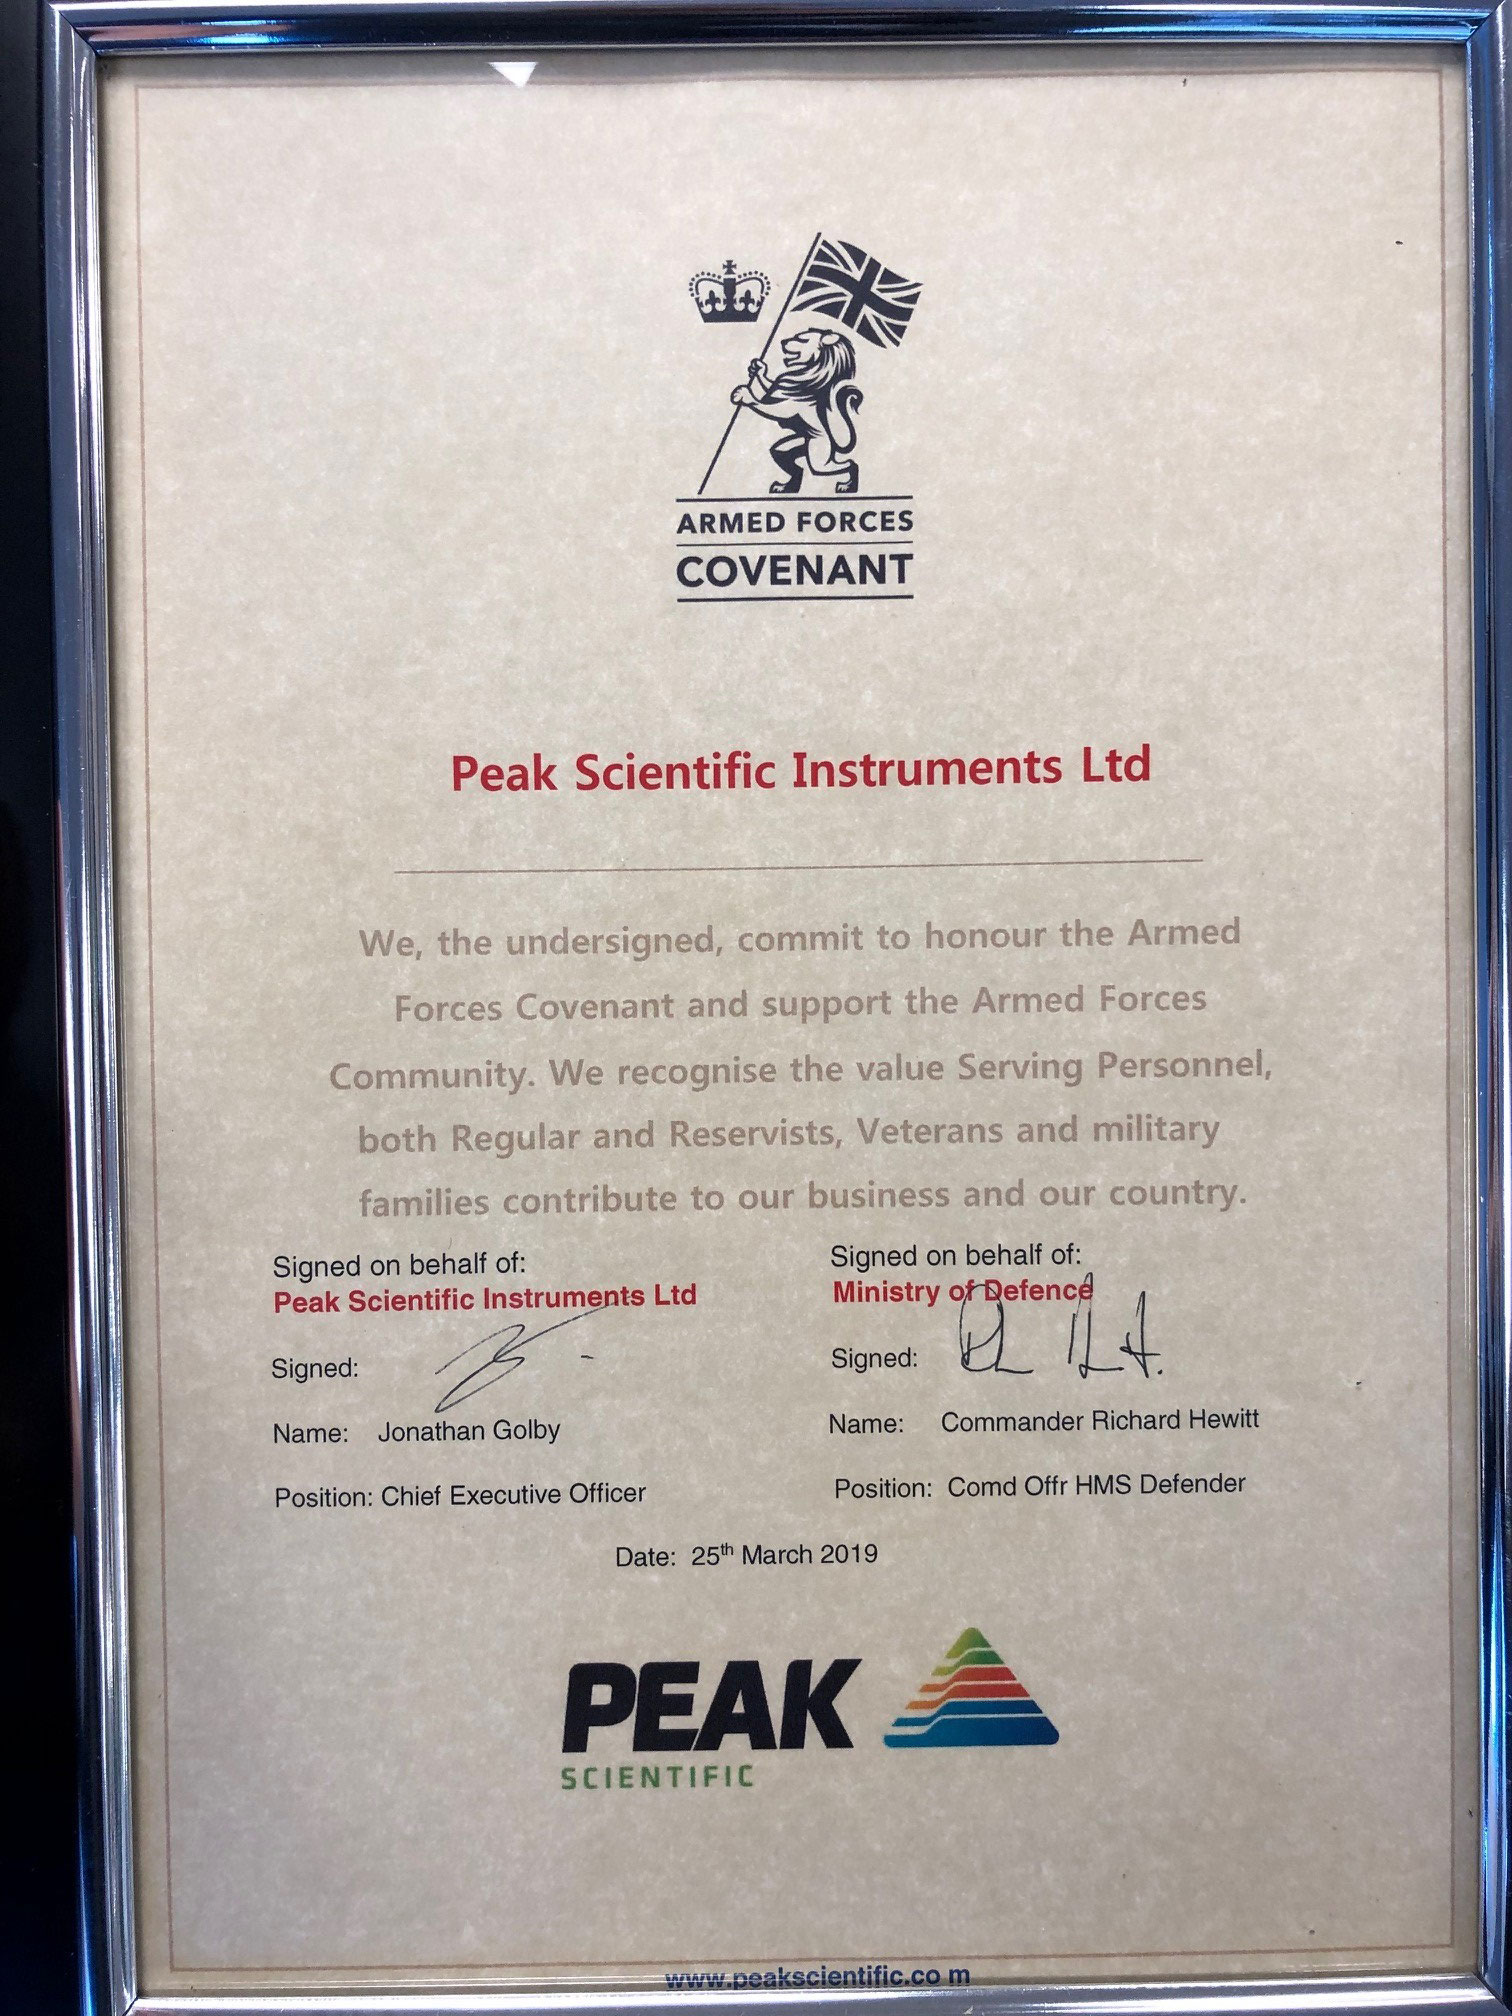 ARMED FORCES
COVENANT
Peak Scientific Instruments Ltd
We, the undersigned, commit to honour the Armed
Forces Covenant and support the Armed Forces
Community. We recognise the value Serving Personnel,
both Regular and Reservists, Veterans and military
families contribute to our business and our country.
Signed on behalf of:
Peak Scientific Instruments Ltd
Signed:
Name: Jonathan Golby
Position: Chief Executive Officer
Signed on behalf of:
Ministry of Defence
Signed:
Name: Commander Richard Hewitt
Position: Comd Offr HMS Defender
Date: 25th March 2019
PEAK
SCIENTIFIC
www.peakscientific.co m